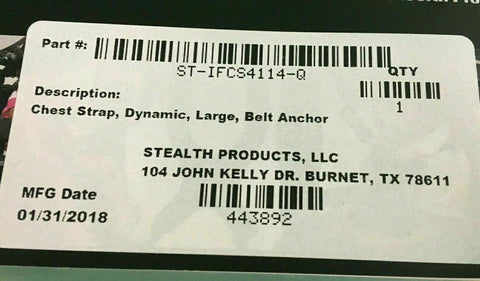 Part #:
ST-IFCS4114-Q
QTY
1
Description:
Chest Strap, Dynamic, Large, Belt Anchor
STEALTH PRODUCTS, LLC
104 JOHN KELLY DR. BURNET, TX 78611
MFG Date
01/31/2018
443892